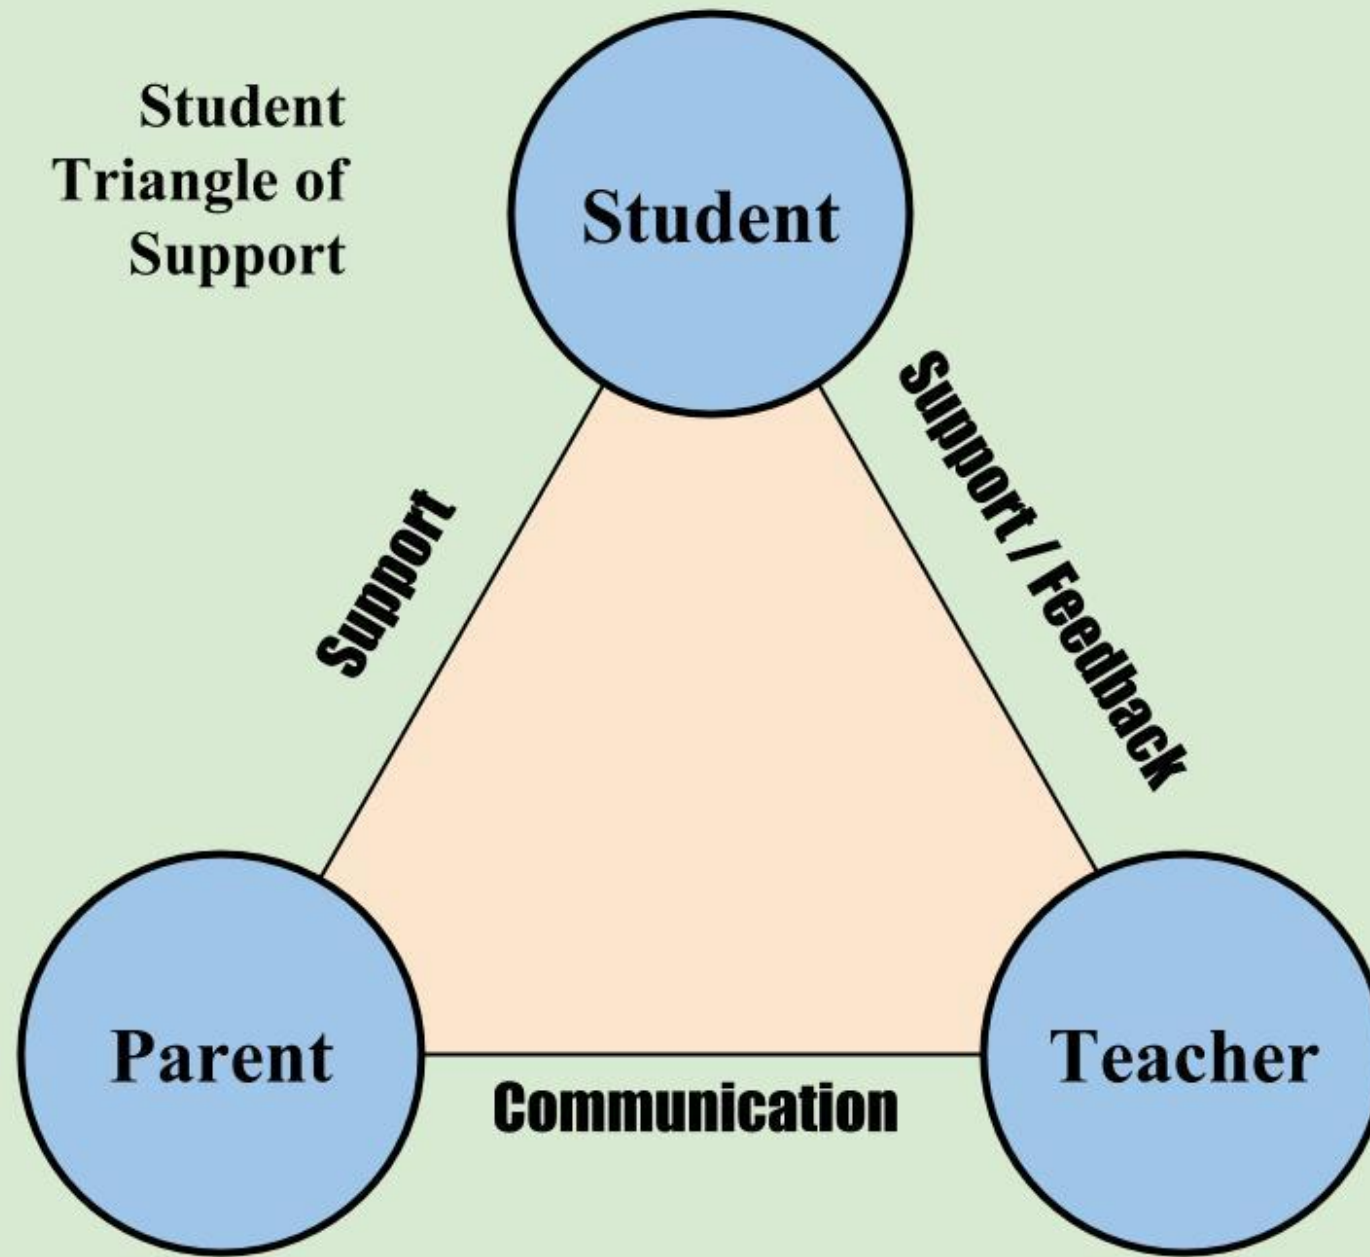 Student
Triangle of
Support
Student
Support
Support / Feedback
Parent
Teacher
Communication